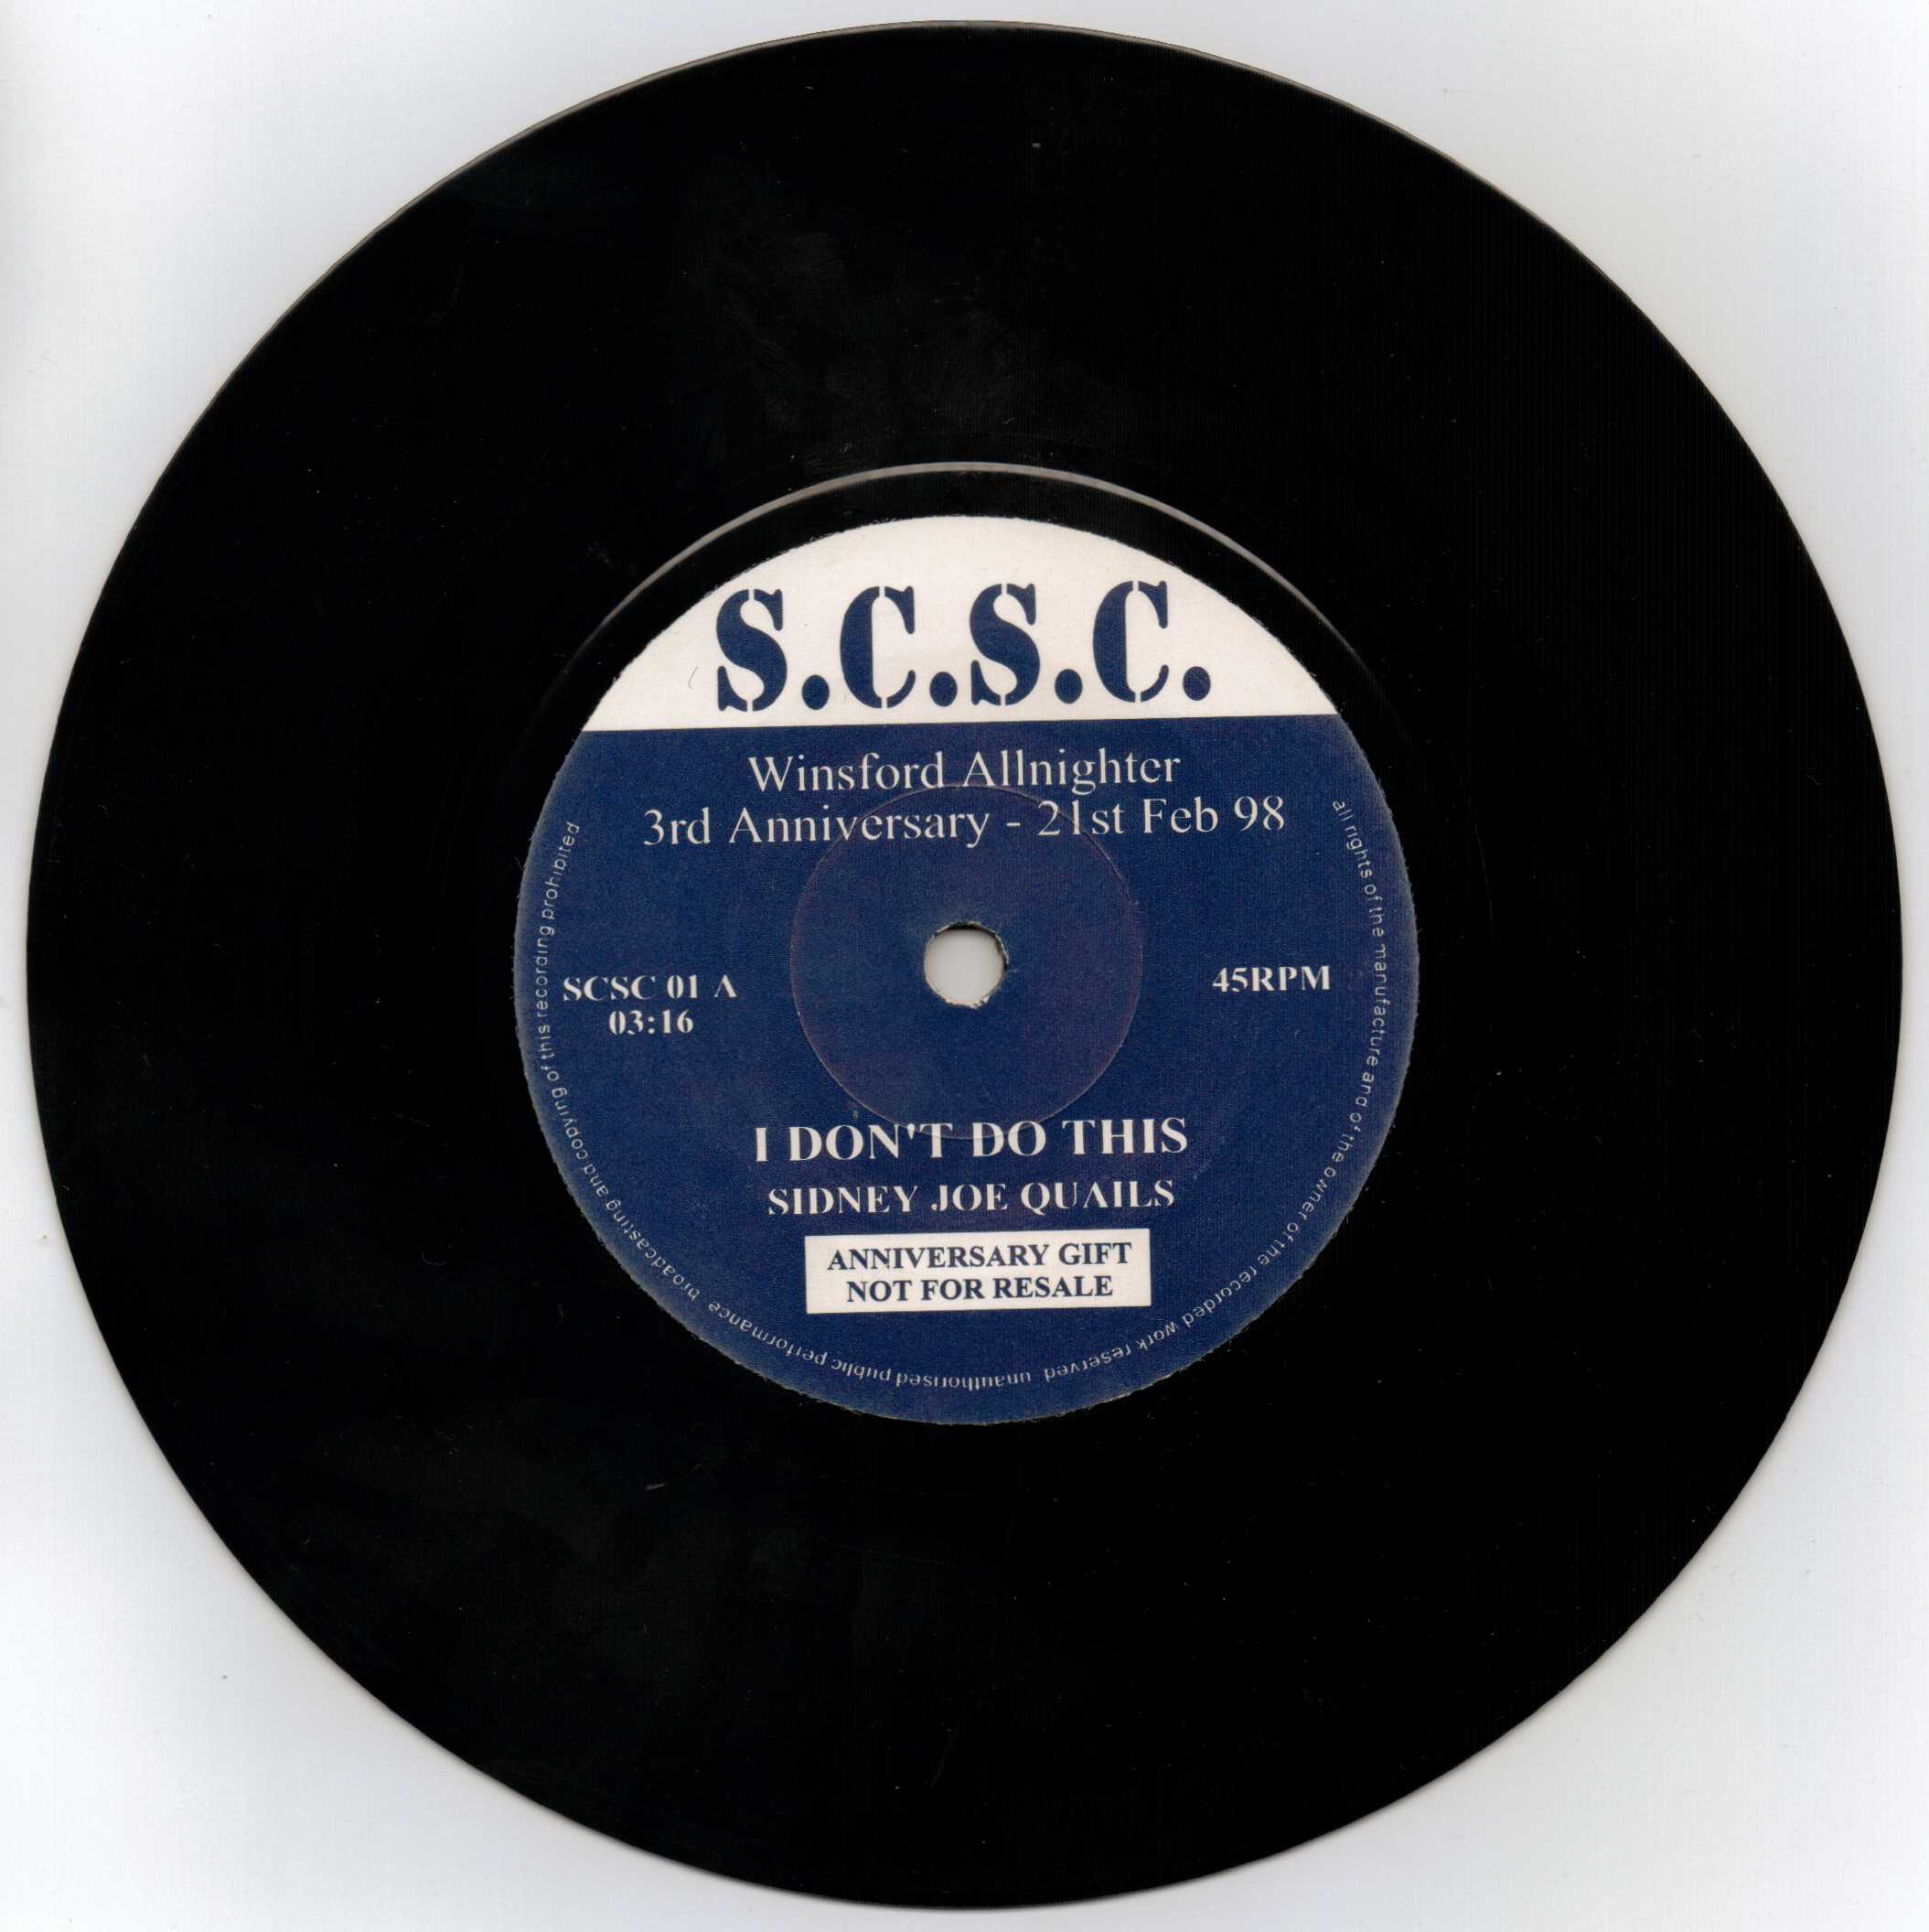 S.C.S.C.
Winsford Allnighter
3rd Anniversary - 21st Feb 98
SCSC 01 A
03:16
45RPM
I DON'T DO THIS
SIDNEY JOE QUAILS
ANNIVERSARY GIFT
NOT FOR RESALE
all rights of the manufacture and of the owner of the recorded work reserved unauthorised public performance broadcasting and copying of this recording prohibited